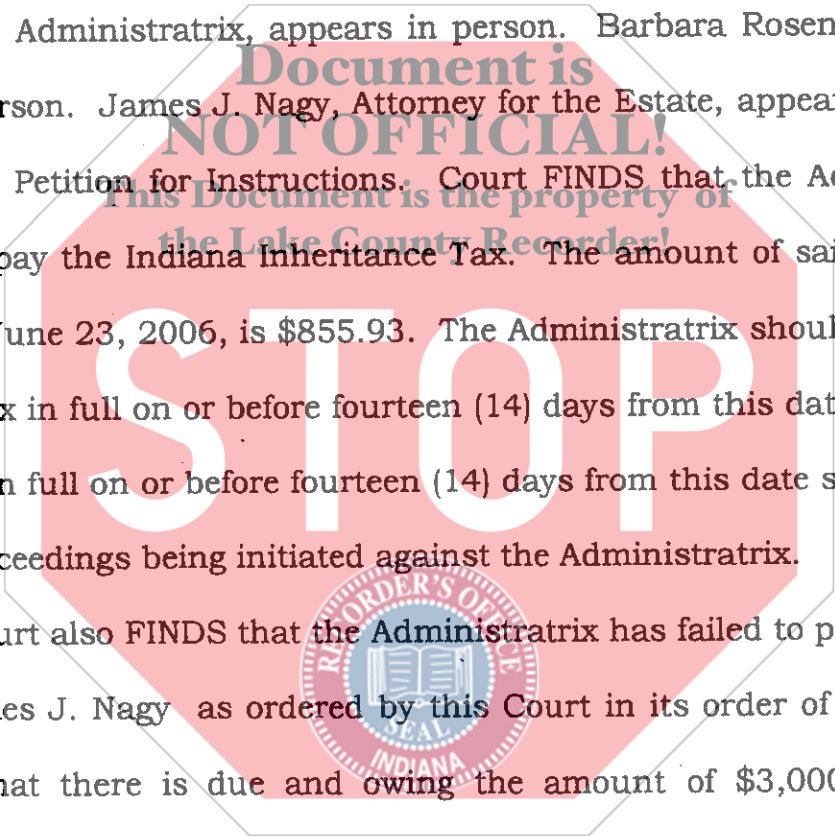 Administratrix, appears in person. Barbara Rosen
Document is
rson. James J. Nagy, Attorney for the Estate, appea
NOT OFFICIAL!
Petition for Instructions. Court FINDS that the A
This Document is the property of
the Lake County Recorder!
pay the Indiana Inheritance Tax. The amount of sai
une 23, 2006, is $855.93. The Administratrix shoul
STOP
x in full on or before fourteen (14) days from this dat
n full on or before fourteen (14) days from this date s
ceedings being initiated against the Administratrix.
RECORDER'S OFFICE
urt also FINDS that the Administratrix has failed to p
es J. Nagy as ordered by this Court in its order of
SEAL
INDIANA
hat there is due and owing the amount of $3,000